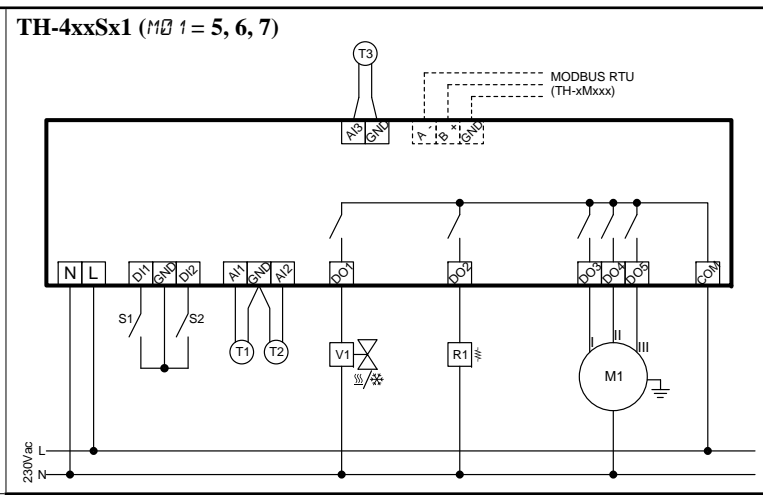 TH-4xxSx1 (M01 = 5, 6, 7)
T3
MODBUS RTU
(TH-xMxxx)
AI3 GND
A - B + GND
N L DI1 GND DI2 AI1 GND AI2 DO1 DO2 DO3 DO4 DO5 COM
S1 S2
T1 T2
V1
R1
I II III
M1
230Vac
L
N